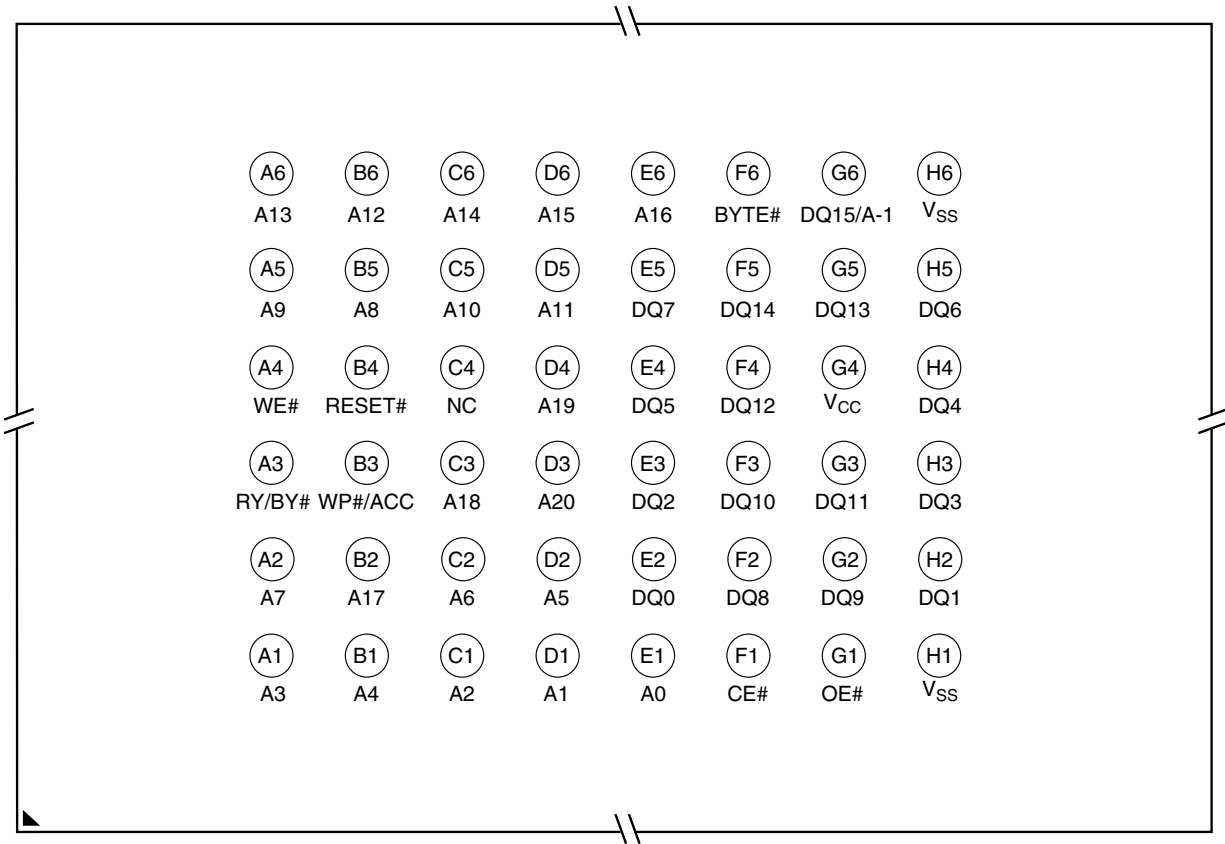 A6 B6 C6 D6 E6 F6 G6 H6
A13 A12 A14 A15 A16 BYTE# DQ15/A-1 VSS
A5 B5 C5 D5 E5 F5 G5 H5
A9 A8 A10 A11 DQ7 DQ14 DQ13 DQ6
A4 B4 C4 D4 E4 F4 G4 H4
WE# RESET# NC A19 DQ5 DQ12 VCC DQ4
A3 B3 C3 D3 E3 F3 G3 H3
RY/BY# WP#/ACC A18 A20 DQ2 DQ10 DQ11 DQ3
A2 B2 C2 D2 E2 F2 G2 H2
A7 A17 A6 A5 DQ0 DQ8 DQ9 DQ1
A1 B1 C1 D1 E1 F1 G1 H1
A3 A4 A2 A1 A0 CE# OE# VSS